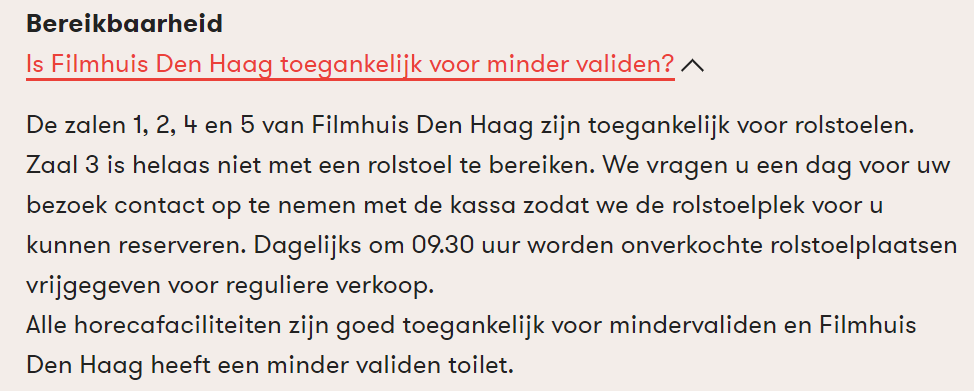 Bereikbaarheid
Is Filmhuis Den Haag toegankelijk voor minder validen?
De zalen 1, 2, 4 en 5 van Filmhuis Den Haag zijn toegankelijk voor rolstoelen.
Zaal 3 is helaas niet met een rolstoel te bereiken. We vragen u een dag voor uw
bezoek contact op te nemen met de kassa zodat we de rolstoelplek voor u
kunnen reserveren. Dagelijks om 09.30 uur worden onverkochte rolstoelplaatsen
vrijgegeven voor reguliere verkoop.
Alle horecafaciliteiten zijn goed toegankelijk voor mindervaliden en Filmhuis
Den Haag heeft een minder validen toilet.